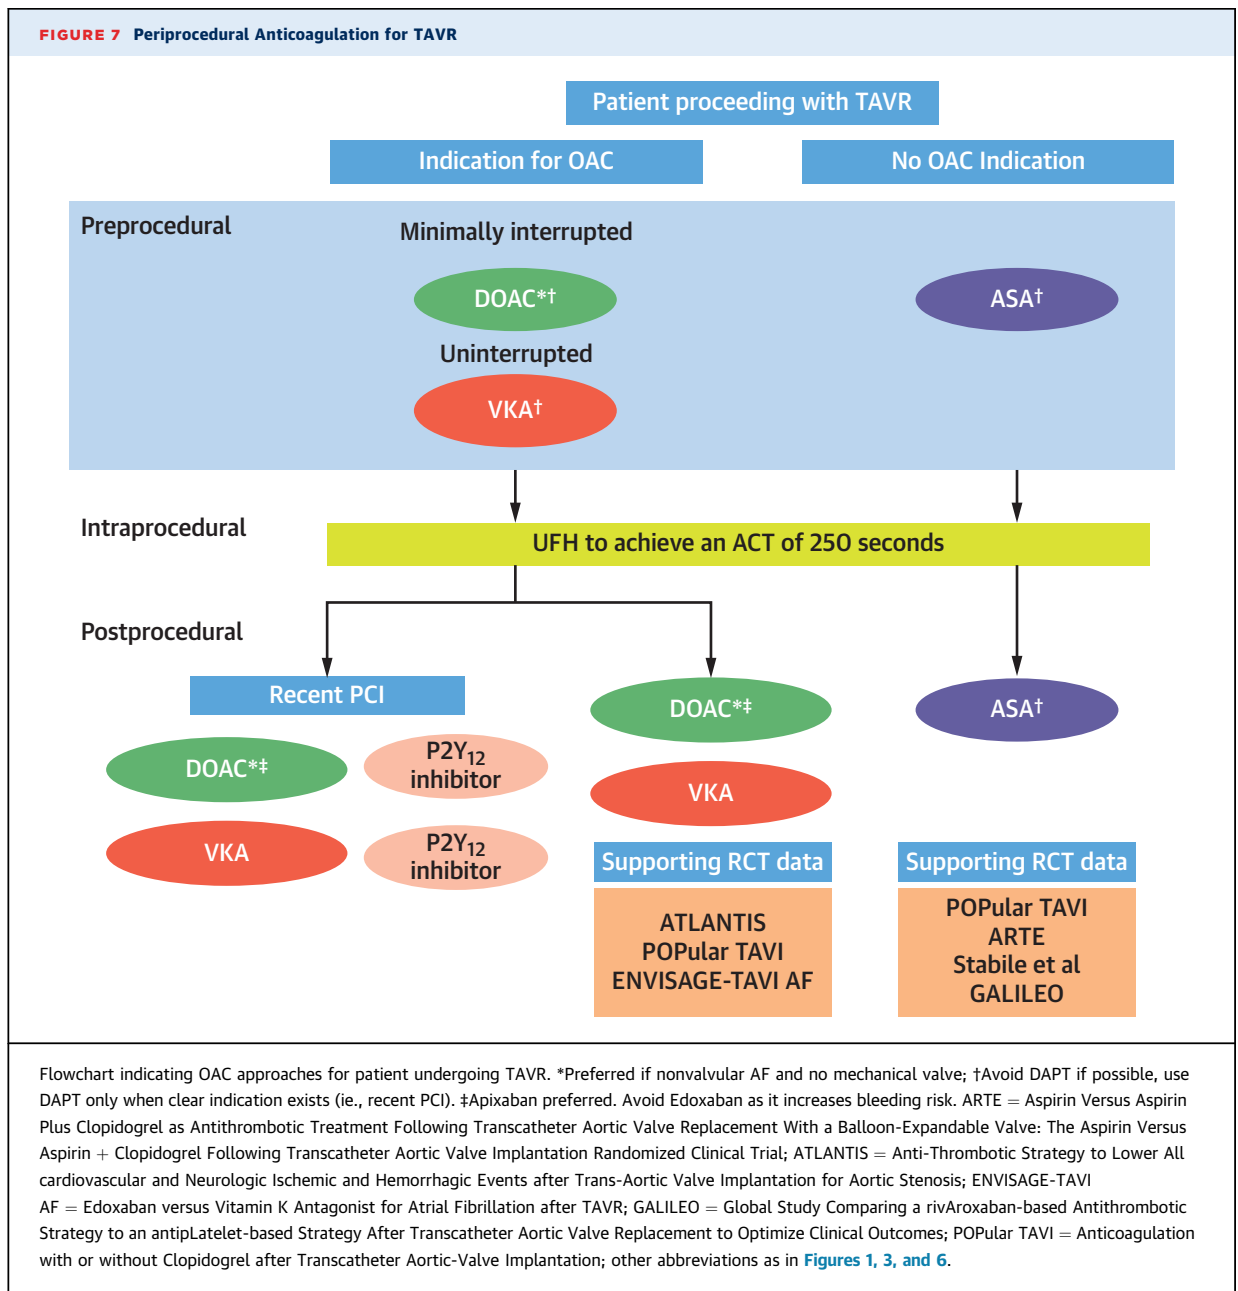 FIGURE 7 Periprocedural Anticoagulation for TAVR
Patient proceeding with TAVR
Indication for OAC
No OAC Indication
Preprocedural
Minimally interrupted
DOAC*†
ASA†
Uninterrupted
VKA†
Intraprocedural
UFH to achieve an ACT of 250 seconds
Postprocedural
Recent PCI
DOAC*‡
P2Y12
inhibitor
VKA
P2Y12
inhibitor
DOAC*‡
VKA
Supporting RCT data
ATLANTIS
POPular TAVI
ENVISAGE-TAVI AF
ASA†
Supporting RCT data
POPular TAVI
ARTE
Stabile et al
GALILEO
Flowchart indicating OAC approaches for patient undergoing TAVR. *Preferred if nonvalvular AF and no mechanical valve; †Avoid DAPT if possible, use
DAPT only when clear indication exists (ie., recent PCI). ‡Apixaban preferred. Avoid Edoxaban as it increases bleeding risk. ARTE = Aspirin Versus Aspirin
Plus Clopidogrel as Antithrombotic Treatment Following Transcatheter Aortic Valve Replacement With a Balloon-Expandable Valve: The Aspirin Versus
Aspirin + Clopidogrel Following Transcatheter Aortic Valve Implantation Randomized Clinical Trial; ATLANTIS = Anti-Thrombotic Strategy to Lower All
cardiovascular and Neurologic Ischemic and Hemorrhagic Events after Trans-Aortic Valve Implantation for Aortic Stenosis; ENVISAGE-TAVI
AF = Edoxaban versus Vitamin K Antagonist for Atrial Fibrillation after TAVR; GALILEO = Global Study Comparing a rivAroxaban-based Antithrombotic
Strategy to an antipLatelet-based Strategy After Transcatheter Aortic Valve Replacement to Optimize Clinical Outcomes; POPular TAVI = Anticoagulation
with or without Clopidogrel after Transcatheter Aortic-Valve Implantation; other abbreviations as in Figures 1, 3, and 6.